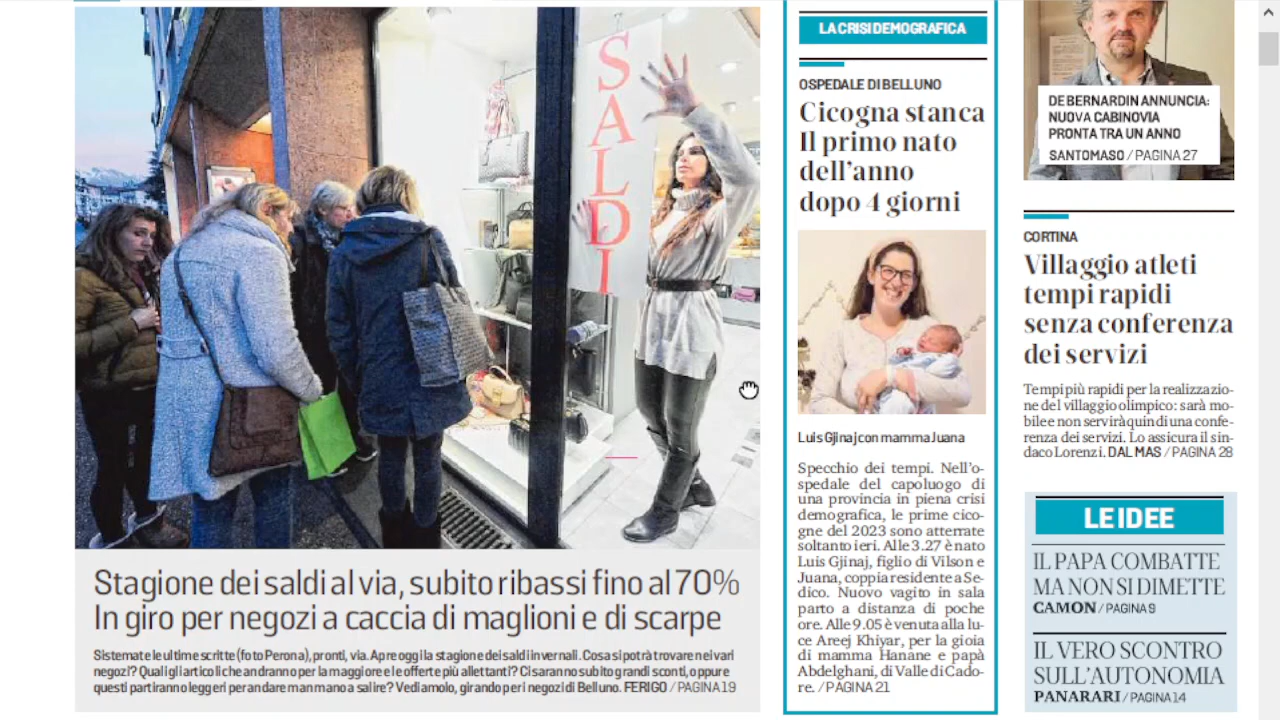 SALDI
Stagione dei saldi al via, subito ribassi fino al 70%
In giro per negozi a caccia di maglioni e di scarpe
Sistemate le ultime scritte (foto Perona), pronti, via. Apre oggi la stagione dei saldi invernali. Cosa si potrà trovare nei vari
negozi? Quali gli articoli che andranno per la maggiore e le offerte più allettanti? Ci saranno subito grandi sconti, oppure
questi partiranno leggeri per andare man mano a salire? Vediamolo, girando per i negozi di Belluno. FERIGO / PAGINA 19
LA CRISI DEMOGRAFICA
OSPEDALE DI BELLUNO
Cicogna stanca
Il primo nato
dell'anno
dopo 4 giorni
Luis Gjinaj con mamma Juana
Specchio dei tempi. Nell'o-
spedale del capoluogo di
una provincia in piena crisi
demografica, le prime cico-
gne del 2023 sono atterrate
soltanto ieri. Alle 3.27 è nato
Luis Gjinaj, figlio di Vilson e
Juana, coppia residente a Se-
dico. Nuovo vagito in sala
parto a distanza di poche
ore. Alle 9.05 è venuta alla lu-
ce Areej Khiyar, per la gioia
di mamma Hanane e papà
Abdelghani, di Valle di Cado-
re. / PAGINA 21
DE BERNARDIN ANNUNCIA:
NUOVA CABINOVIA
PRONTA TRA UN ANNO
SANTOMASO / PAGINA 27
CORTINA
Villaggio atleti
tempi rapidi
senza conferenza
dei servizi
Tempi più rapidi per la realizzazio-
ne del villaggio olimpico: sarà mo-
bile e non servirà quindi una confe-
renza dei servizi. Lo assicura il sin-
daco Lorenzi. DAL MAS / PAGINA 28
LE IDEE
IL PAPA COMBATTE
MA NON SI DIMETTE
CAMON / PAGINA 9
IL VERO SCONTRO
SULL'AUTONOMIA
PANARARI / PAGINA 14